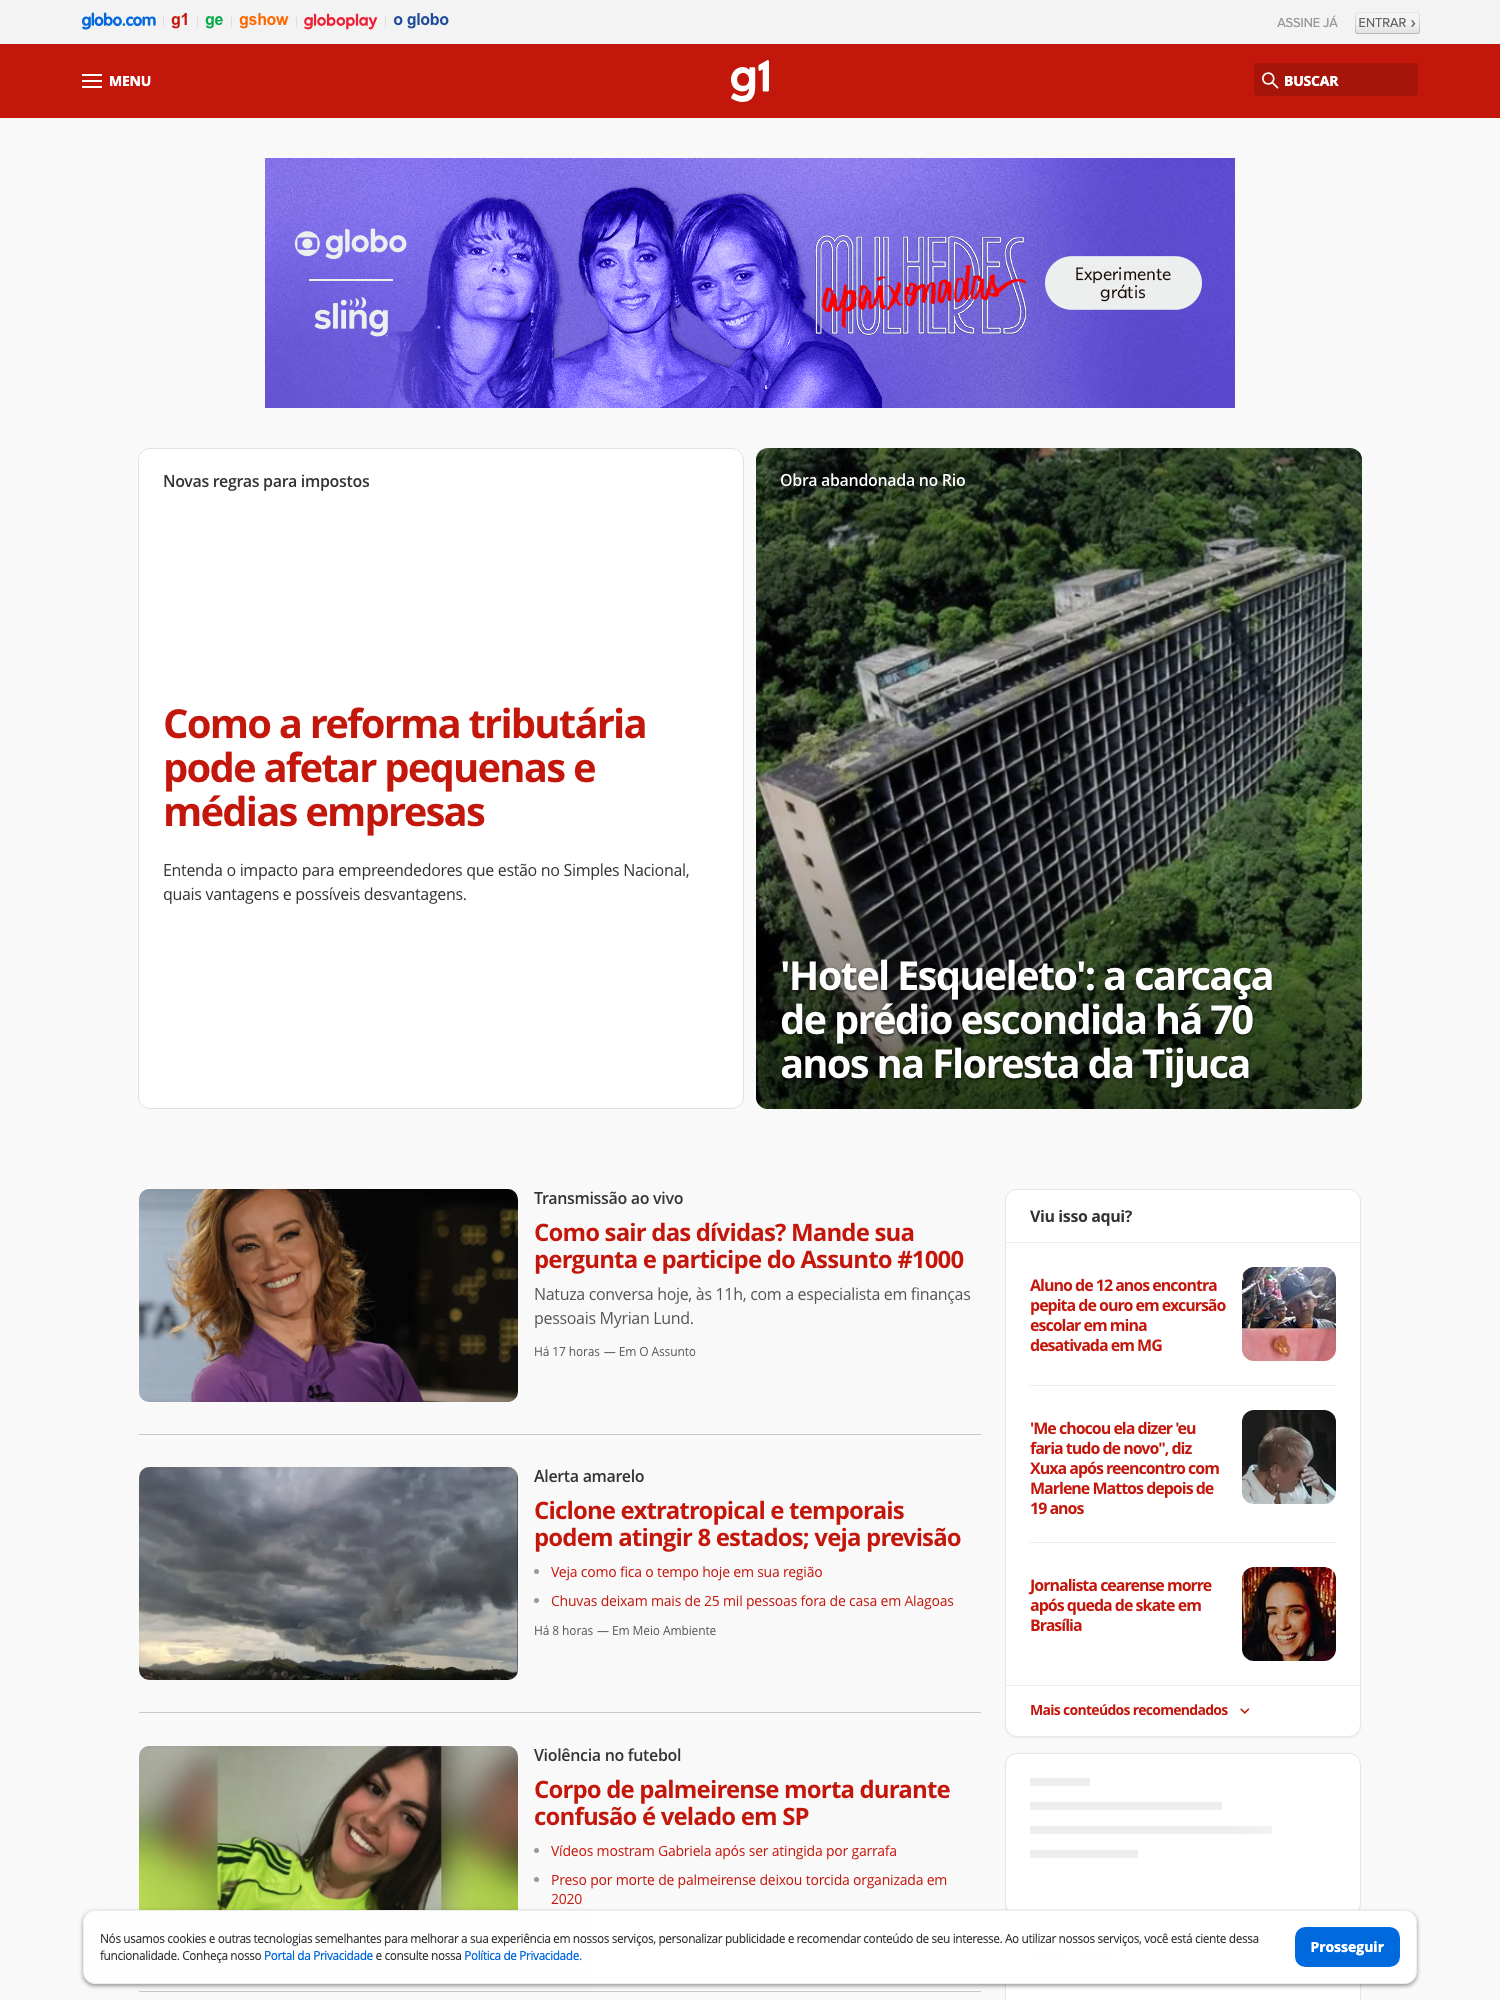 globo.com g1 ge gshow globoplay o globo ASSINE JÁ ENTRAR ›
MENU g1 BUSCAR
globo
sling
MULHERES
apaixonadas
Experimente
grátis
Novas regras para impostos
Como a reforma tributária
pode afetar pequenas e
médias empresas
Entenda o impacto para empreendedores que estão no Simples Nacional,
quais vantagens e possíveis desvantagens.
Obra abandonada no Rio
'Hotel Esqueleto': a carcaça
de prédio escondida há 70
anos na Floresta da Tijuca
Transmissão ao vivo
Como sair das dívidas? Mande sua
pergunta e participe do Assunto #1000
Natuza conversa hoje, às 11h, com a especialista em finanças
pessoais Myrian Lund.
Há 17 horas — Em O Assunto
Alerta amarelo
Ciclone extratropical e temporais
podem atingir 8 estados; veja previsão
Veja como fica o tempo hoje em sua região
Chuvas deixam mais de 25 mil pessoas fora de casa em Alagoas
Há 8 horas — Em Meio Ambiente
Violência no futebol
Corpo de palmeirense morta durante
confusão é velado em SP
Vídeos mostram Gabriela após ser atingida por garrafa
Preso por morte de palmeirense deixou torcida organizada em
2020
Viu isso aqui?
Aluno de 12 anos encontra
pepita de ouro em excursão
escolar em mina
desativada em MG
'Me chocou ela dizer 'eu
faria tudo de novo'', diz
Xuxa após reencontro com
Marlene Mattos depois de
19 anos
Jornalista cearense morre
após queda de skate em
Brasília
Mais conteúdos recomendados
Nós usamos cookies e outras tecnologias semelhantes para melhorar a sua experiência em nossos serviços, personalizar publicidade e recomendar conteúdo de seu interesse. Ao utilizar nossos serviços, você está ciente dessa
funcionalidade. Conheça nosso Portal da Privacidade e consulte nossa Política de Privacidade.
Prosseguir